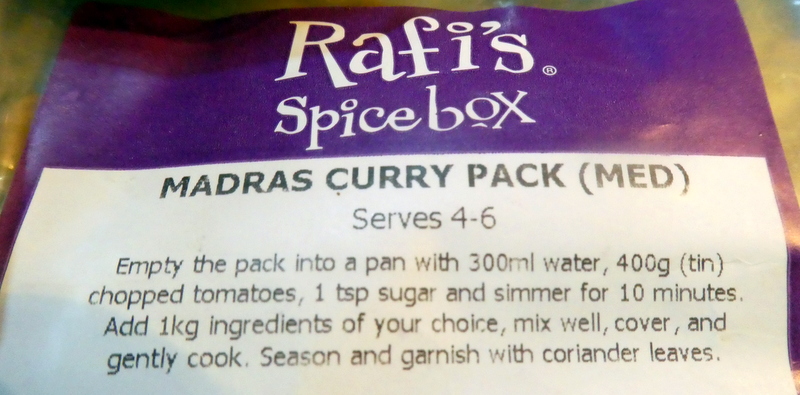 Rafi's®
Spicebox
MADRAS CURRY PACK (MED)
Serves 4-6
Empty the pack into a pan with 300ml water, 400g (tin)
chopped tomatoes, 1 tsp sugar and simmer for 10 minutes.
Add 1kg ingredients of your choice, mix well, cover, and
gently cook. Season and garnish with coriander leaves.